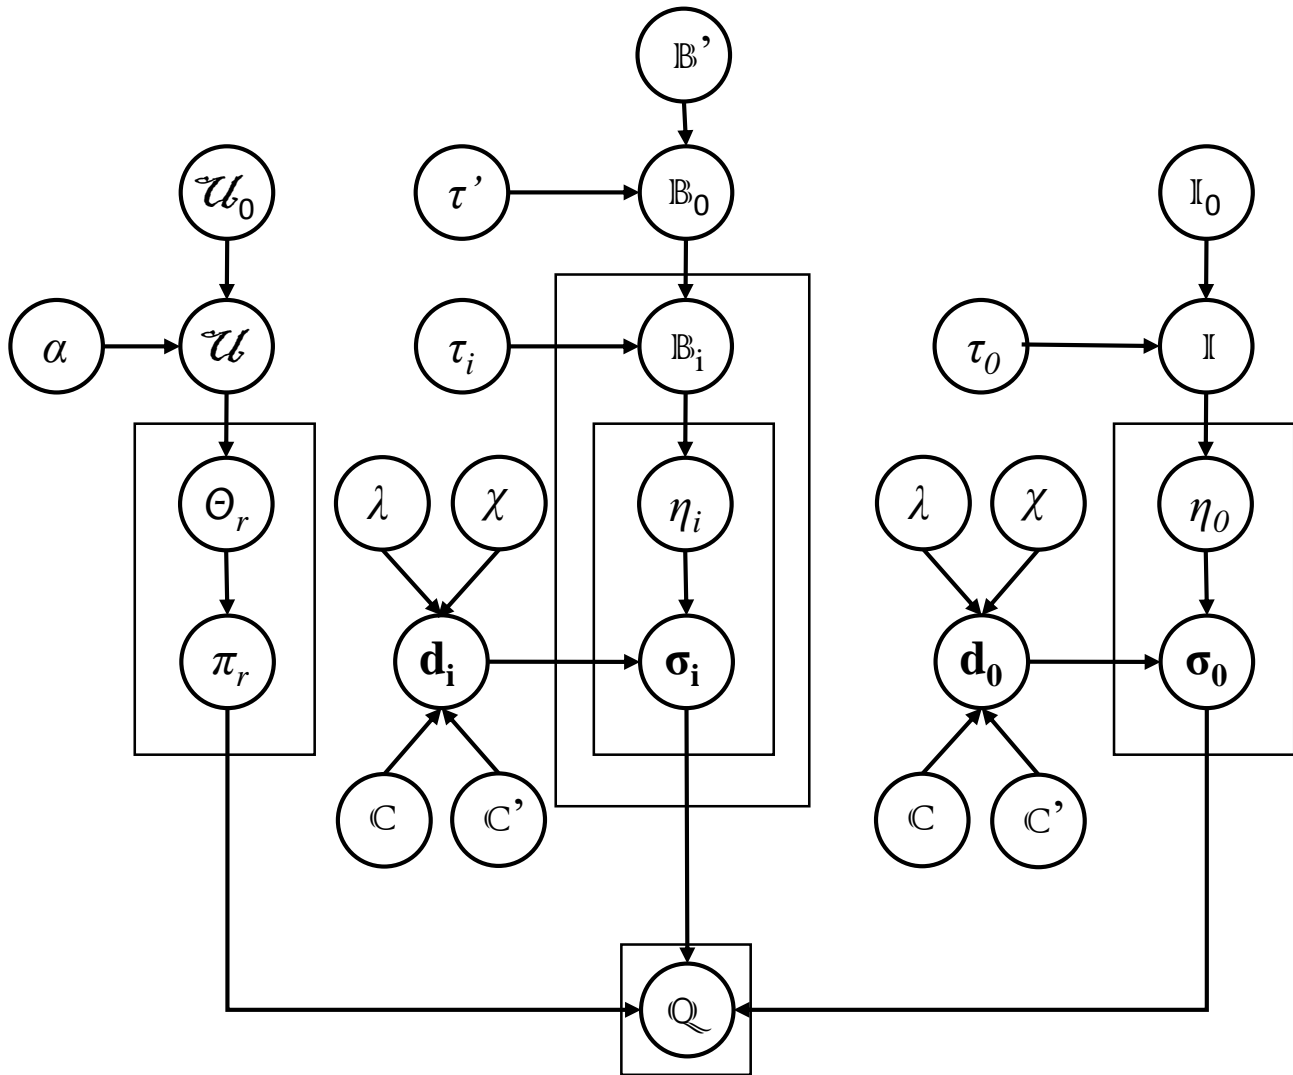 𝔹’
𝒰₀
τ’
𝔹₀
𝕀₀
α
𝒰
τᵢ
𝔹ᵢ
τ₀
𝕀
Θᵣ
λ
χ
ηᵢ
λ
χ
η₀
πᵣ
dᵢ
σᵢ
d₀
σ₀
ℂ
ℂ’
ℂ
ℂ’
ℚ